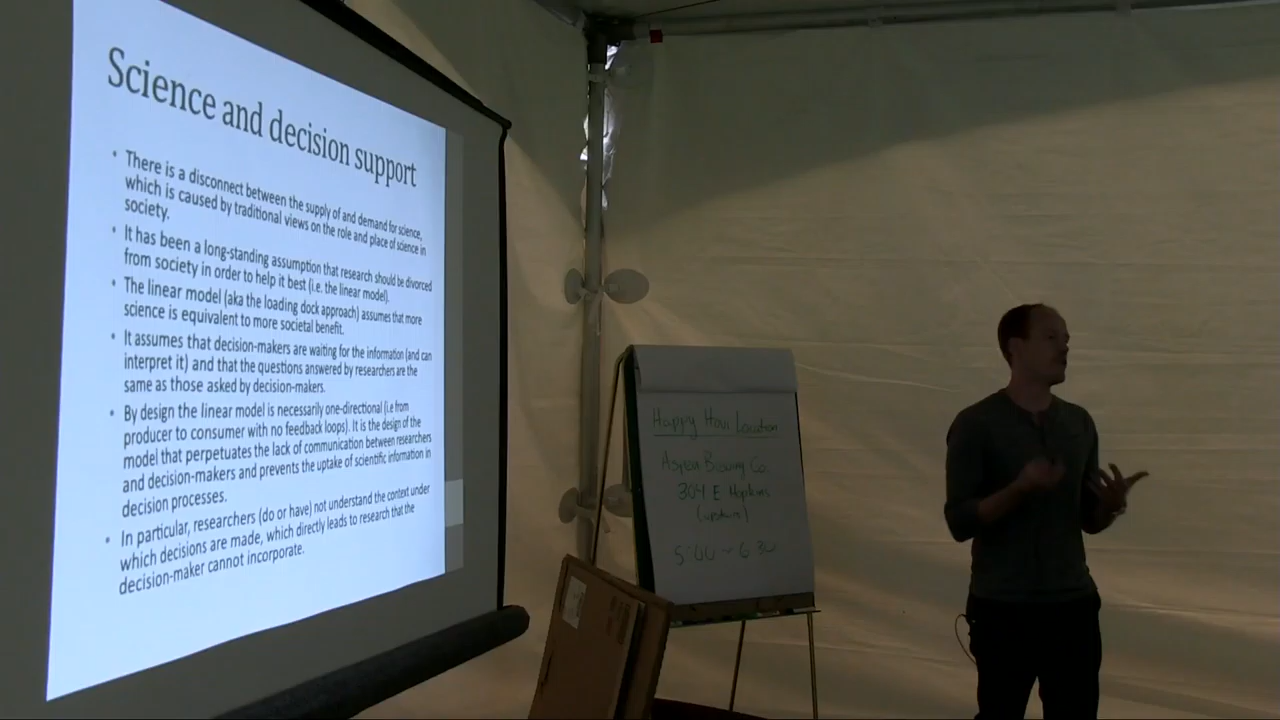 Science and decision support
• There is a disconnect between the supply of and demand for science,
which is caused by traditional views on the role and place of science in
society.
• It has been a long-standing assumption that research should be divorced
from society in order to help it best (i.e. the linear model).
• The linear model (aka the loading dock approach) assumes that more
science is equivalent to more societal benefit.
• It assumes that decision-makers are waiting for the information (and can
interpret it) and that the questions answered by researchers are the
same as those asked by decision-makers.
• By design the linear model is necessarily one-directional (i.e from
producer to consumer with no feedback loops). It is the design of the
model that perpetuates the lack of communication between researchers
and decision-makers and prevents the uptake of scientific information in
decision processes.
• In particular, researchers (do or have) not understand the context under
which decisions are made, which directly leads to research that the
decision-maker cannot incorporate.
Happy Hour Location
Aspen Brewing Co.
304 E Hopkins
(upstairs)
5:00 - 6:30